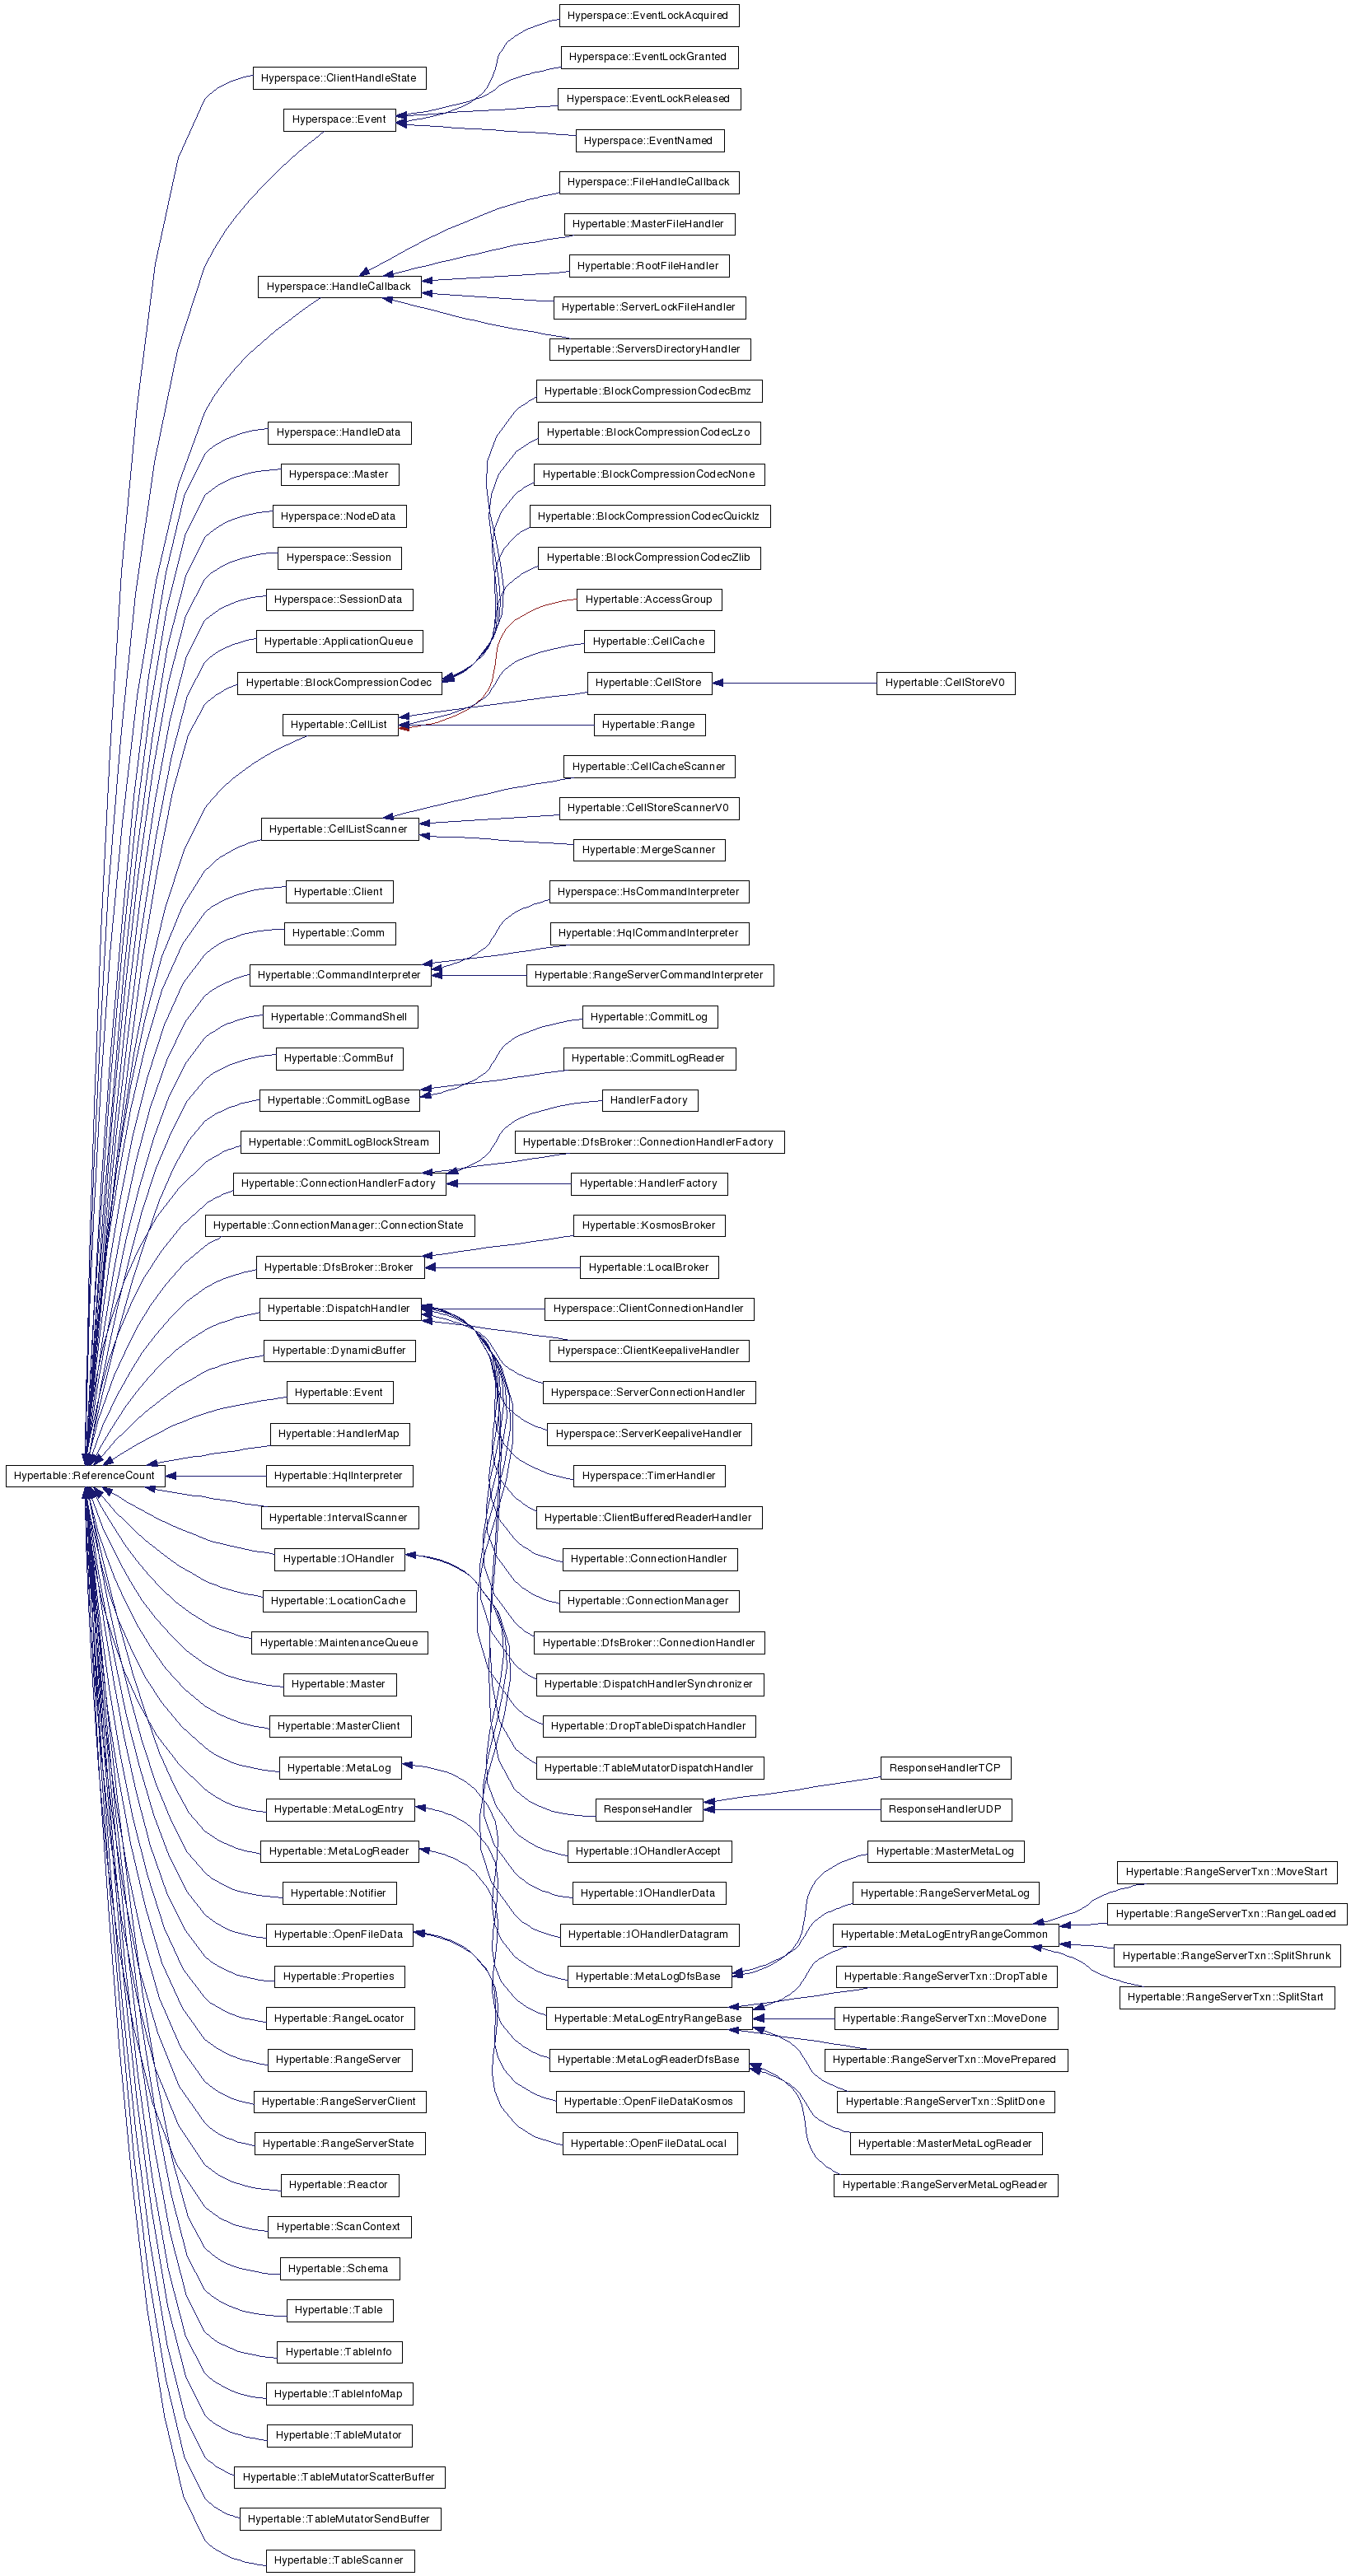 Hyperspace::EventLockAcquired
Hyperspace::EventLockGranted
Hyperspace::ClientHandleState
Hyperspace::EventLockReleased
Hyperspace::Event
Hyperspace::EventNamed
Hyperspace::FileHandleCallback
Hypertable::MasterFileHandler
Hypertable::RootFileHandler
Hyperspace::HandleCallback
Hypertable::ServerLockFileHandler
Hypertable::ServersDirectoryHandler
Hypertable::BlockCompressionCodecBmz
Hyperspace::HandleData
Hypertable::BlockCompressionCodecLzo
Hyperspace::Master
Hypertable::BlockCompressionCodecNone
Hyperspace::NodeData
Hypertable::BlockCompressionCodecQuicklz
Hyperspace::Session
Hypertable::BlockCompressionCodecZlib
Hyperspace::SessionData
Hypertable::AccessGroup
Hypertable::ApplicationQueue
Hypertable::CellCache
Hypertable::BlockCompressionCodec
Hypertable::CellStore
Hypertable::CellStoreV0
Hypertable::CellList
Hypertable::Range
Hypertable::CellCacheScanner
Hypertable::CellStoreScannerV0
Hypertable::CellListScanner
Hypertable::MergeScanner
Hypertable::Client
Hyperspace::HsCommandInterpreter
Hypertable::Comm
Hypertable::HqlCommandInterpreter
Hypertable::CommandInterpreter
Hypertable::RangeServerCommandInterpreter
Hypertable::CommandShell
Hypertable::CommitLog
Hypertable::CommBuf
Hypertable::CommitLogReader
Hypertable::CommitLogBase
HandlerFactory
Hypertable::CommitLogBlockStream
Hypertable::DfsBroker::ConnectionHandlerFactory
Hypertable::ConnectionHandlerFactory
Hypertable::HandlerFactory
Hypertable::ConnectionManager::ConnectionState
Hypertable::KosmosBroker
Hypertable::DfsBroker::Broker
Hypertable::LocalBroker
Hypertable::DispatchHandler
Hyperspace::ClientConnectionHandler
Hypertable::DynamicBuffer
Hyperspace::ClientKeepaliveHandler
Hypertable::Event
Hyperspace::ServerConnectionHandler
Hypertable::HandlerMap
Hyperspace::ServerKeepaliveHandler
Hypertable::ReferenceCount
Hypertable::HqlInterpreter
Hyperspace::TimerHandler
Hypertable::IntervalScanner
Hypertable::ClientBufferedReaderHandler
Hypertable::IOHandler
Hypertable::ConnectionHandler
Hypertable::LocationCache
Hypertable::ConnectionManager
Hypertable::MaintenanceQueue
Hypertable::DfsBroker::ConnectionHandler
Hypertable::Master
Hypertable::DispatchHandlerSynchronizer
Hypertable::MasterClient
Hypertable::DropTableDispatchHandler
Hypertable::MetaLog
Hypertable::TableMutatorDispatchHandler
ResponseHandlerTCP
Hypertable::MetaLogEntry
ResponseHandler
ResponseHandlerUDP
Hypertable::MetaLogReader
Hypertable::IOHandlerAccept
Hypertable::MasterMetaLog
Hypertable::RangeServerTxn::MoveStart
Hypertable::Notifier
Hypertable::IOHandlerData
Hypertable::RangeServerMetaLog
Hypertable::RangeServerTxn::RangeLoaded
Hypertable::OpenFileData
Hypertable::IOHandlerDatagram
Hypertable::MetaLogEntryRangeCommon
Hypertable::RangeServerTxn::SplitShrunk
Hypertable::Properties
Hypertable::MetaLogDfsBase
Hypertable::RangeServerTxn::DropTable
Hypertable::RangeServerTxn::SplitStart
Hypertable::RangeLocator
Hypertable::MetaLogEntryRangeBase
Hypertable::RangeServerTxn::MoveDone
Hypertable::RangeServer
Hypertable::MetaLogReaderDfsBase
Hypertable::RangeServerTxn::MovePrepared
Hypertable::RangeServerClient
Hypertable::OpenFileDataKosmos
Hypertable::RangeServerTxn::SplitDone
Hypertable::RangeServerState
Hypertable::OpenFileDataLocal
Hypertable::MasterMetaLogReader
Hypertable::Reactor
Hypertable::RangeServerMetaLogReader
Hypertable::ScanContext
Hypertable::Schema
Hypertable::Table
Hypertable::TableInfo
Hypertable::TableInfoMap
Hypertable::TableMutator
Hypertable::TableMutatorScatterBuffer
Hypertable::TableMutatorSendBuffer
Hypertable::TableScanner